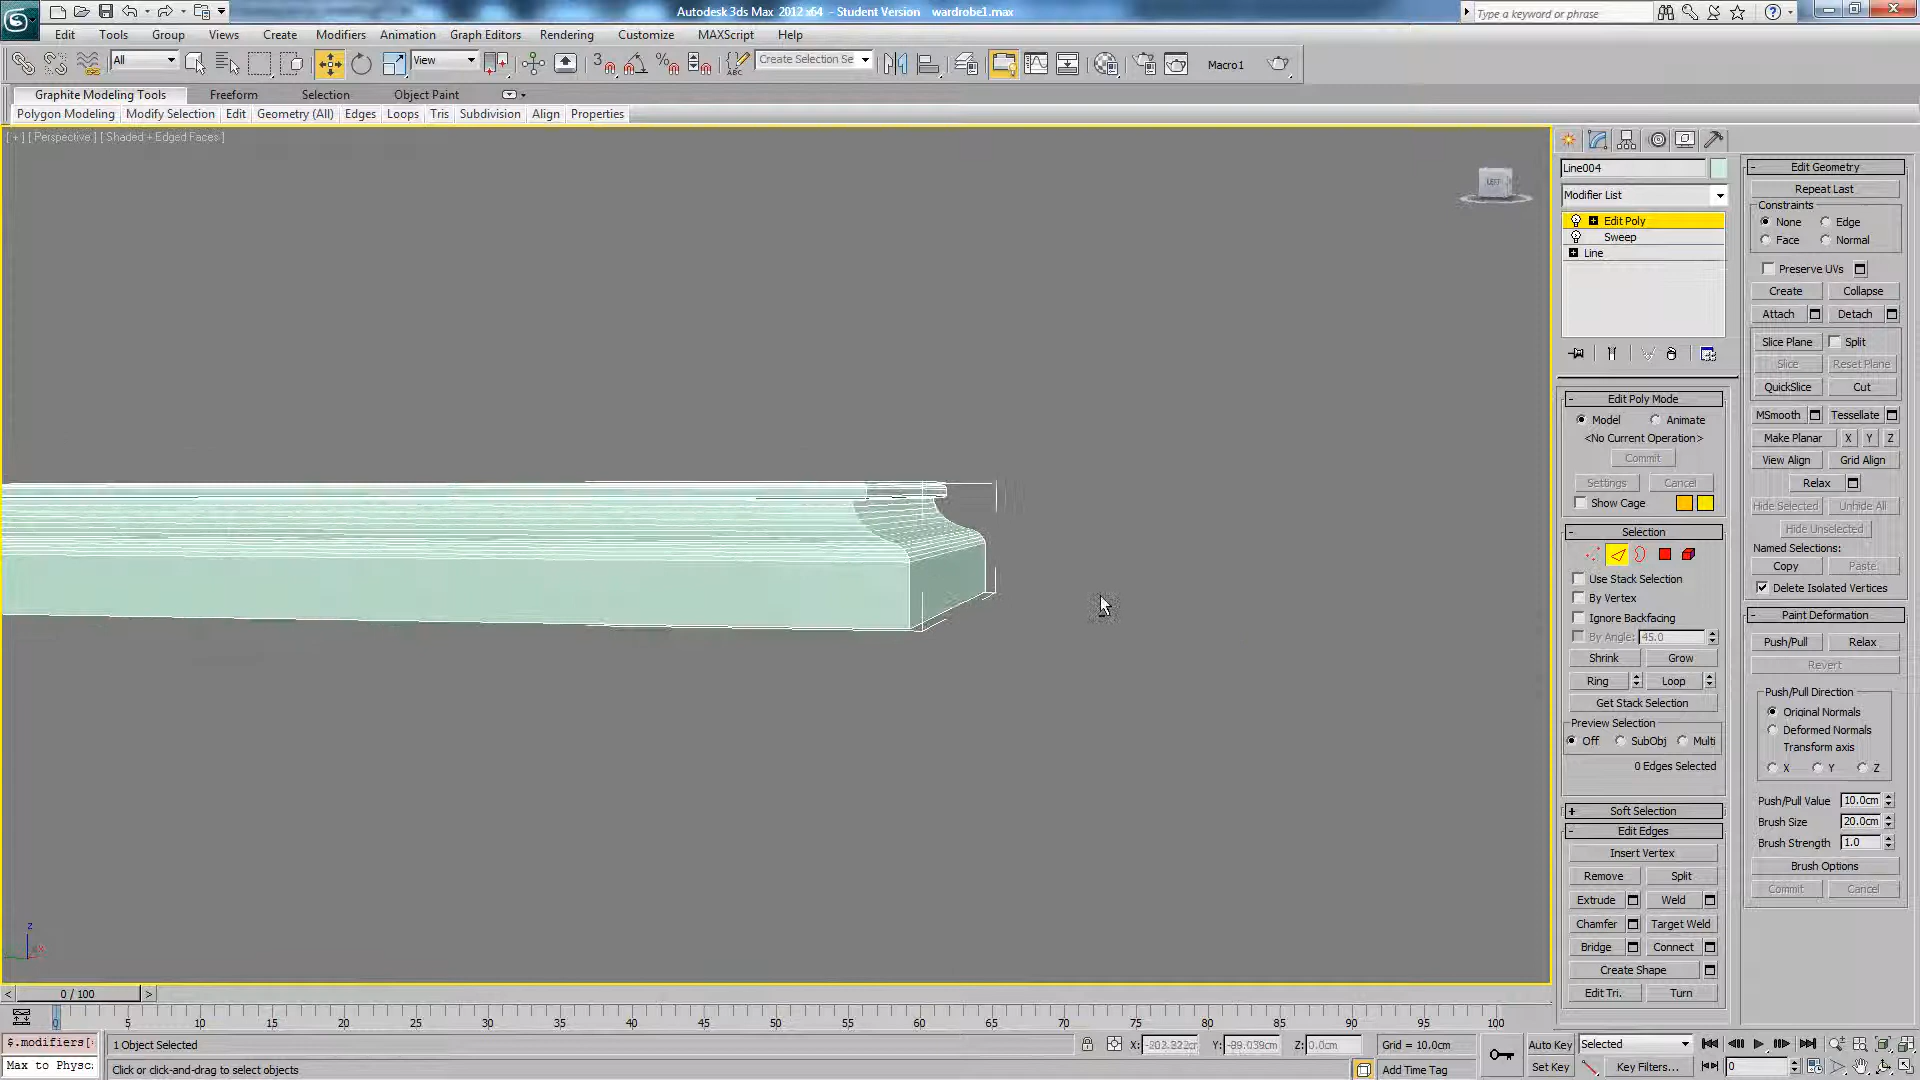 Autodesk 3ds Max 2012 x64 - Student Version wardrobe1.max
Type a keyword or phrase
Edit Tools Group Views Create Modifiers Animation Graph Editors Rendering Customize MAXScript Help
All View Create Selection Se Macro1
Graphite Modeling Tools Freeform Selection Object Paint
Polygon Modeling Modify Selection Edit Geometry (All) Edges Loops Tris Subdivision Align Properties
[ + ] [ Perspective ] [ Shaded + Edged Faces ]
LEFT
Line004
Modifier List
Edit Poly
Sweep
Line
Edit Poly Mode
Model Animate
<No Current Operation>
Commit
Settings Cancel
Show Cage
Selection
Use Stack Selection
By Vertex
Ignore Backfacing
By Angle: 45.0
Shrink Grow
Ring Loop
Get Stack Selection
Preview Selection
Off SubObj Multi
0 Edges Selected
Soft Selection
Edit Edges
Insert Vertex
Remove Split
Extrude Weld
Chamfer Target Weld
Bridge Connect
Create Shape
Edit Tri. Turn
Edit Geometry
Repeat Last
Constraints
None Edge
Face Normal
Preserve UVs
Create Collapse
Attach Detach
Slice Plane Split
Slice Reset Plane
QuickSlice Cut
MSmooth Tessellate
Make Planar X Y Z
View Align Grid Align
Relax
Hide Selected Unhide All
Hide Unselected
Named Selections:
Copy Paste
Delete Isolated Vertices
Paint Deformation
Push/Pull Relax
Revert
Push/Pull Direction
Original Normals
Deformed Normals
Transform axis
X Y Z
Push/Pull Value 10.0cm
Brush Size 20.0cm
Brush Strength 1.0
Brush Options
Commit Cancel
z
x
< 0 / 100 >
0 5 10 15 20 25 30 35 40 45 50 55 60 65 70 75 80 85 90 95 100
$.modifiers[ 1 Object Selected X: -302.322cr Y: -89.039cm Z: 0.0cm Grid = 10.0cm Auto Key Selected
Max to Physc: Click or click-and-drag to select objects Add Time Tag Set Key Key Filters... 0